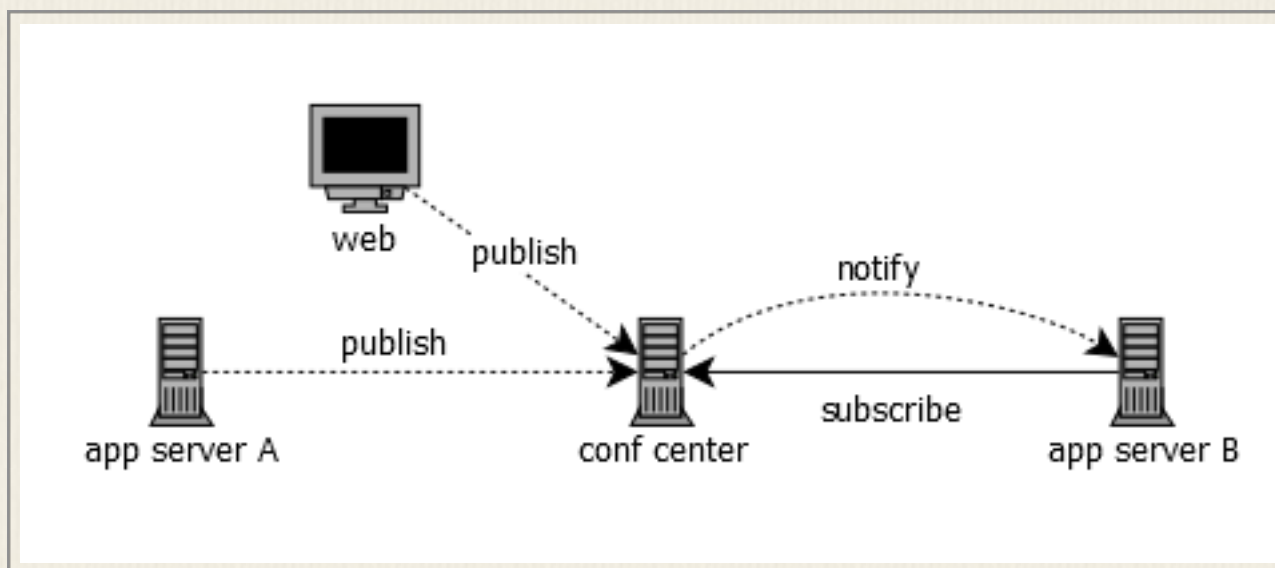 web
publish
notify
publish
subscribe
app server A
conf center
app server B